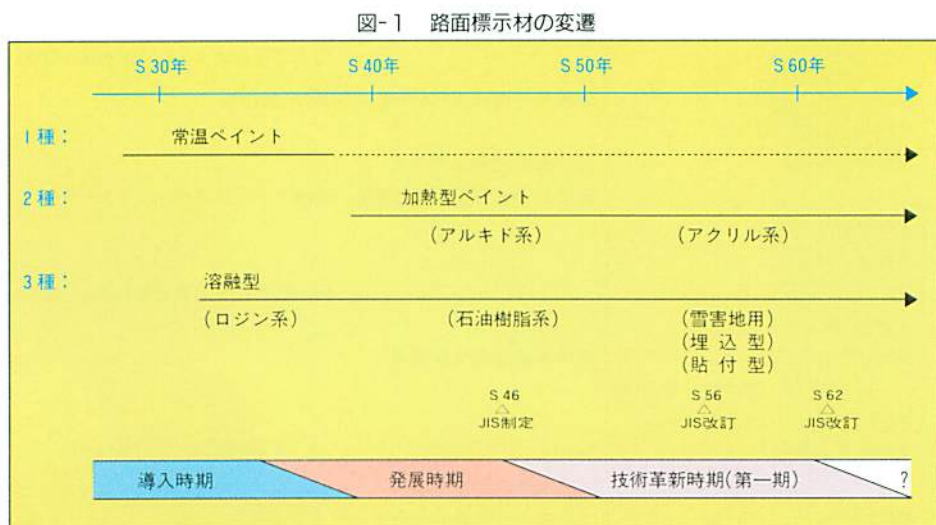 図-1 路面標示材の変遷
S 30年 S 40年 S 50年 S 60年
1種： 常温ペイント
2種： 加熱型ペイント
(アルキド系) (アクリル系)
3種： 溶融型
(ロジン系) (石油樹脂系) (雪害地用)
(埋込型)
(貼付型)
S 46 S 56 S 62
△ △ △
JIS制定 JIS改訂 JIS改訂
導入時期 発展時期 技術革新時期(第一期) ?